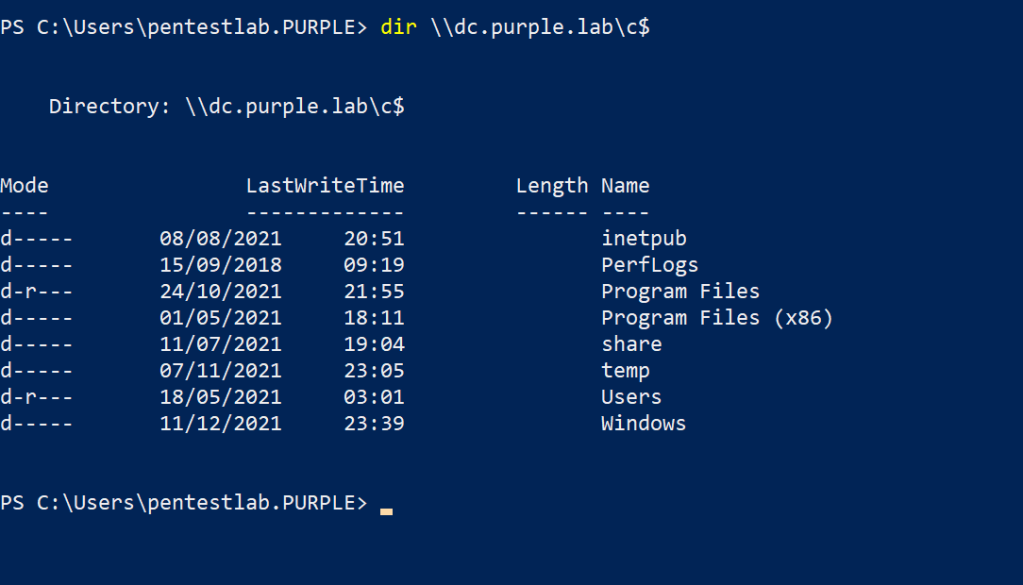 PS C:\Users\pentestlab.PURPLE> dir \\dc.purple.lab\c$
    Directory: \\dc.purple.lab\c$
Mode                LastWriteTime         Length Name
----                -------------         ------ ----
d-----       08/08/2021     20:51                inetpub
d-----       15/09/2018     09:19                PerfLogs
d-r---       24/10/2021     21:55                Program Files
d-----       01/05/2021     18:11                Program Files (x86)
d-----       11/07/2021     19:04                share
d-----       07/11/2021     23:05                temp
d-r---       18/05/2021     03:01                Users
d-----       11/12/2021     23:39                Windows
PS C:\Users\pentestlab.PURPLE>